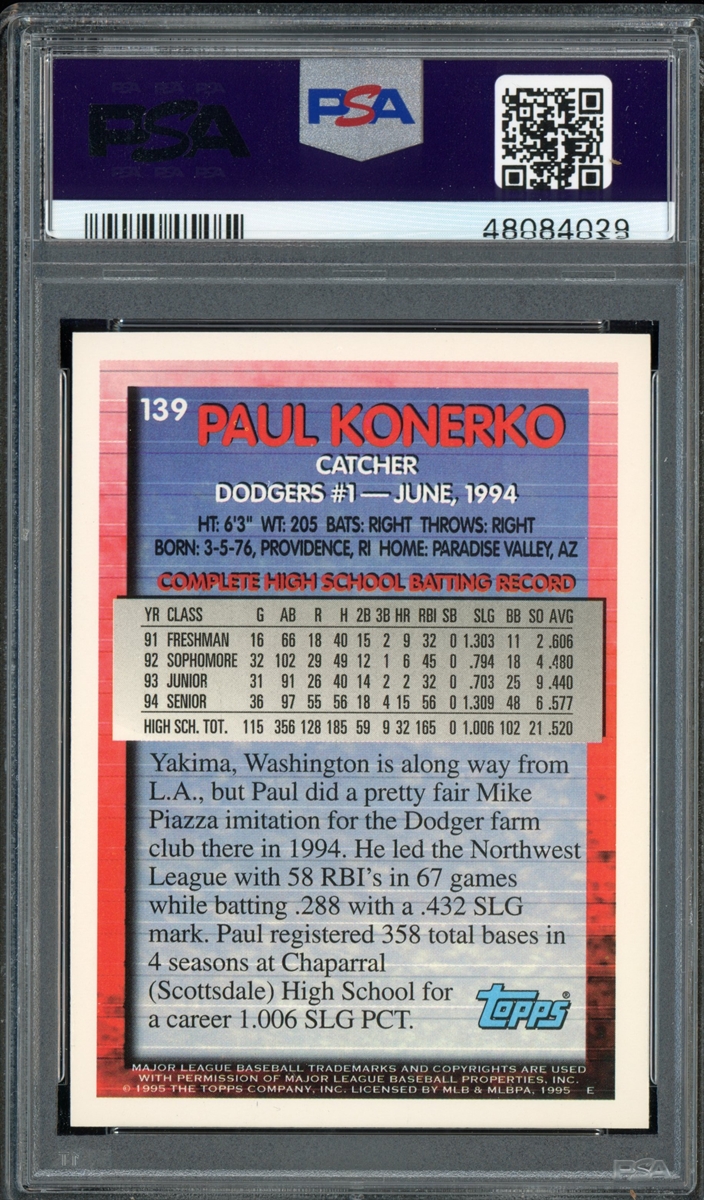 PSA PSA PSA
PSA
PSA PSA PSA
PSA
48084029
139 PAUL KONERKO
CATCHER
DODGERS #1 — JUNE, 1994
HT: 6'3" WT: 205 BATS: RIGHT THROWS: RIGHT
BORN: 3-5-76, PROVIDENCE, RI HOME: PARADISE VALLEY, AZ
COMPLETE HIGH SCHOOL BATTING RECORD
YR CLASS G AB R H 2B 3B HR RBI SB SLG BB SO AVG
91 FRESHMAN 16 66 18 40 15 2 9 32 0 1.303 11 2 .606
92 SOPHOMORE 32 102 29 49 12 1 6 45 0 .794 18 4 .480
93 JUNIOR 31 91 26 40 14 2 2 32 0 .703 25 9 .440
94 SENIOR 36 97 55 56 18 4 15 56 0 1.309 48 6 .577
HIGH SCH. TOT. 115 356 128 185 59 9 32 165 0 1.006 102 21 .520
Yakima, Washington is along way from
L.A., but Paul did a pretty fair Mike
Piazza imitation for the Dodger farm
club there in 1994. He led the Northwest
League with 58 RBI's in 67 games
while batting .288 with a .432 SLG
mark. Paul registered 358 total bases in
4 seasons at Chaparral
(Scottsdale) High School for
a career 1.006 SLG PCT.
topps®
MAJOR LEAGUE BASEBALL TRADEMARKS AND COPYRIGHTS ARE USED
WITH PERMISSION OF MAJOR LEAGUE BASEBALL PROPERTIES, INC.
© 1995 THE TOPPS COMPANY, INC. LICENSED BY MLB & MLBPA, 1995 E
PSA